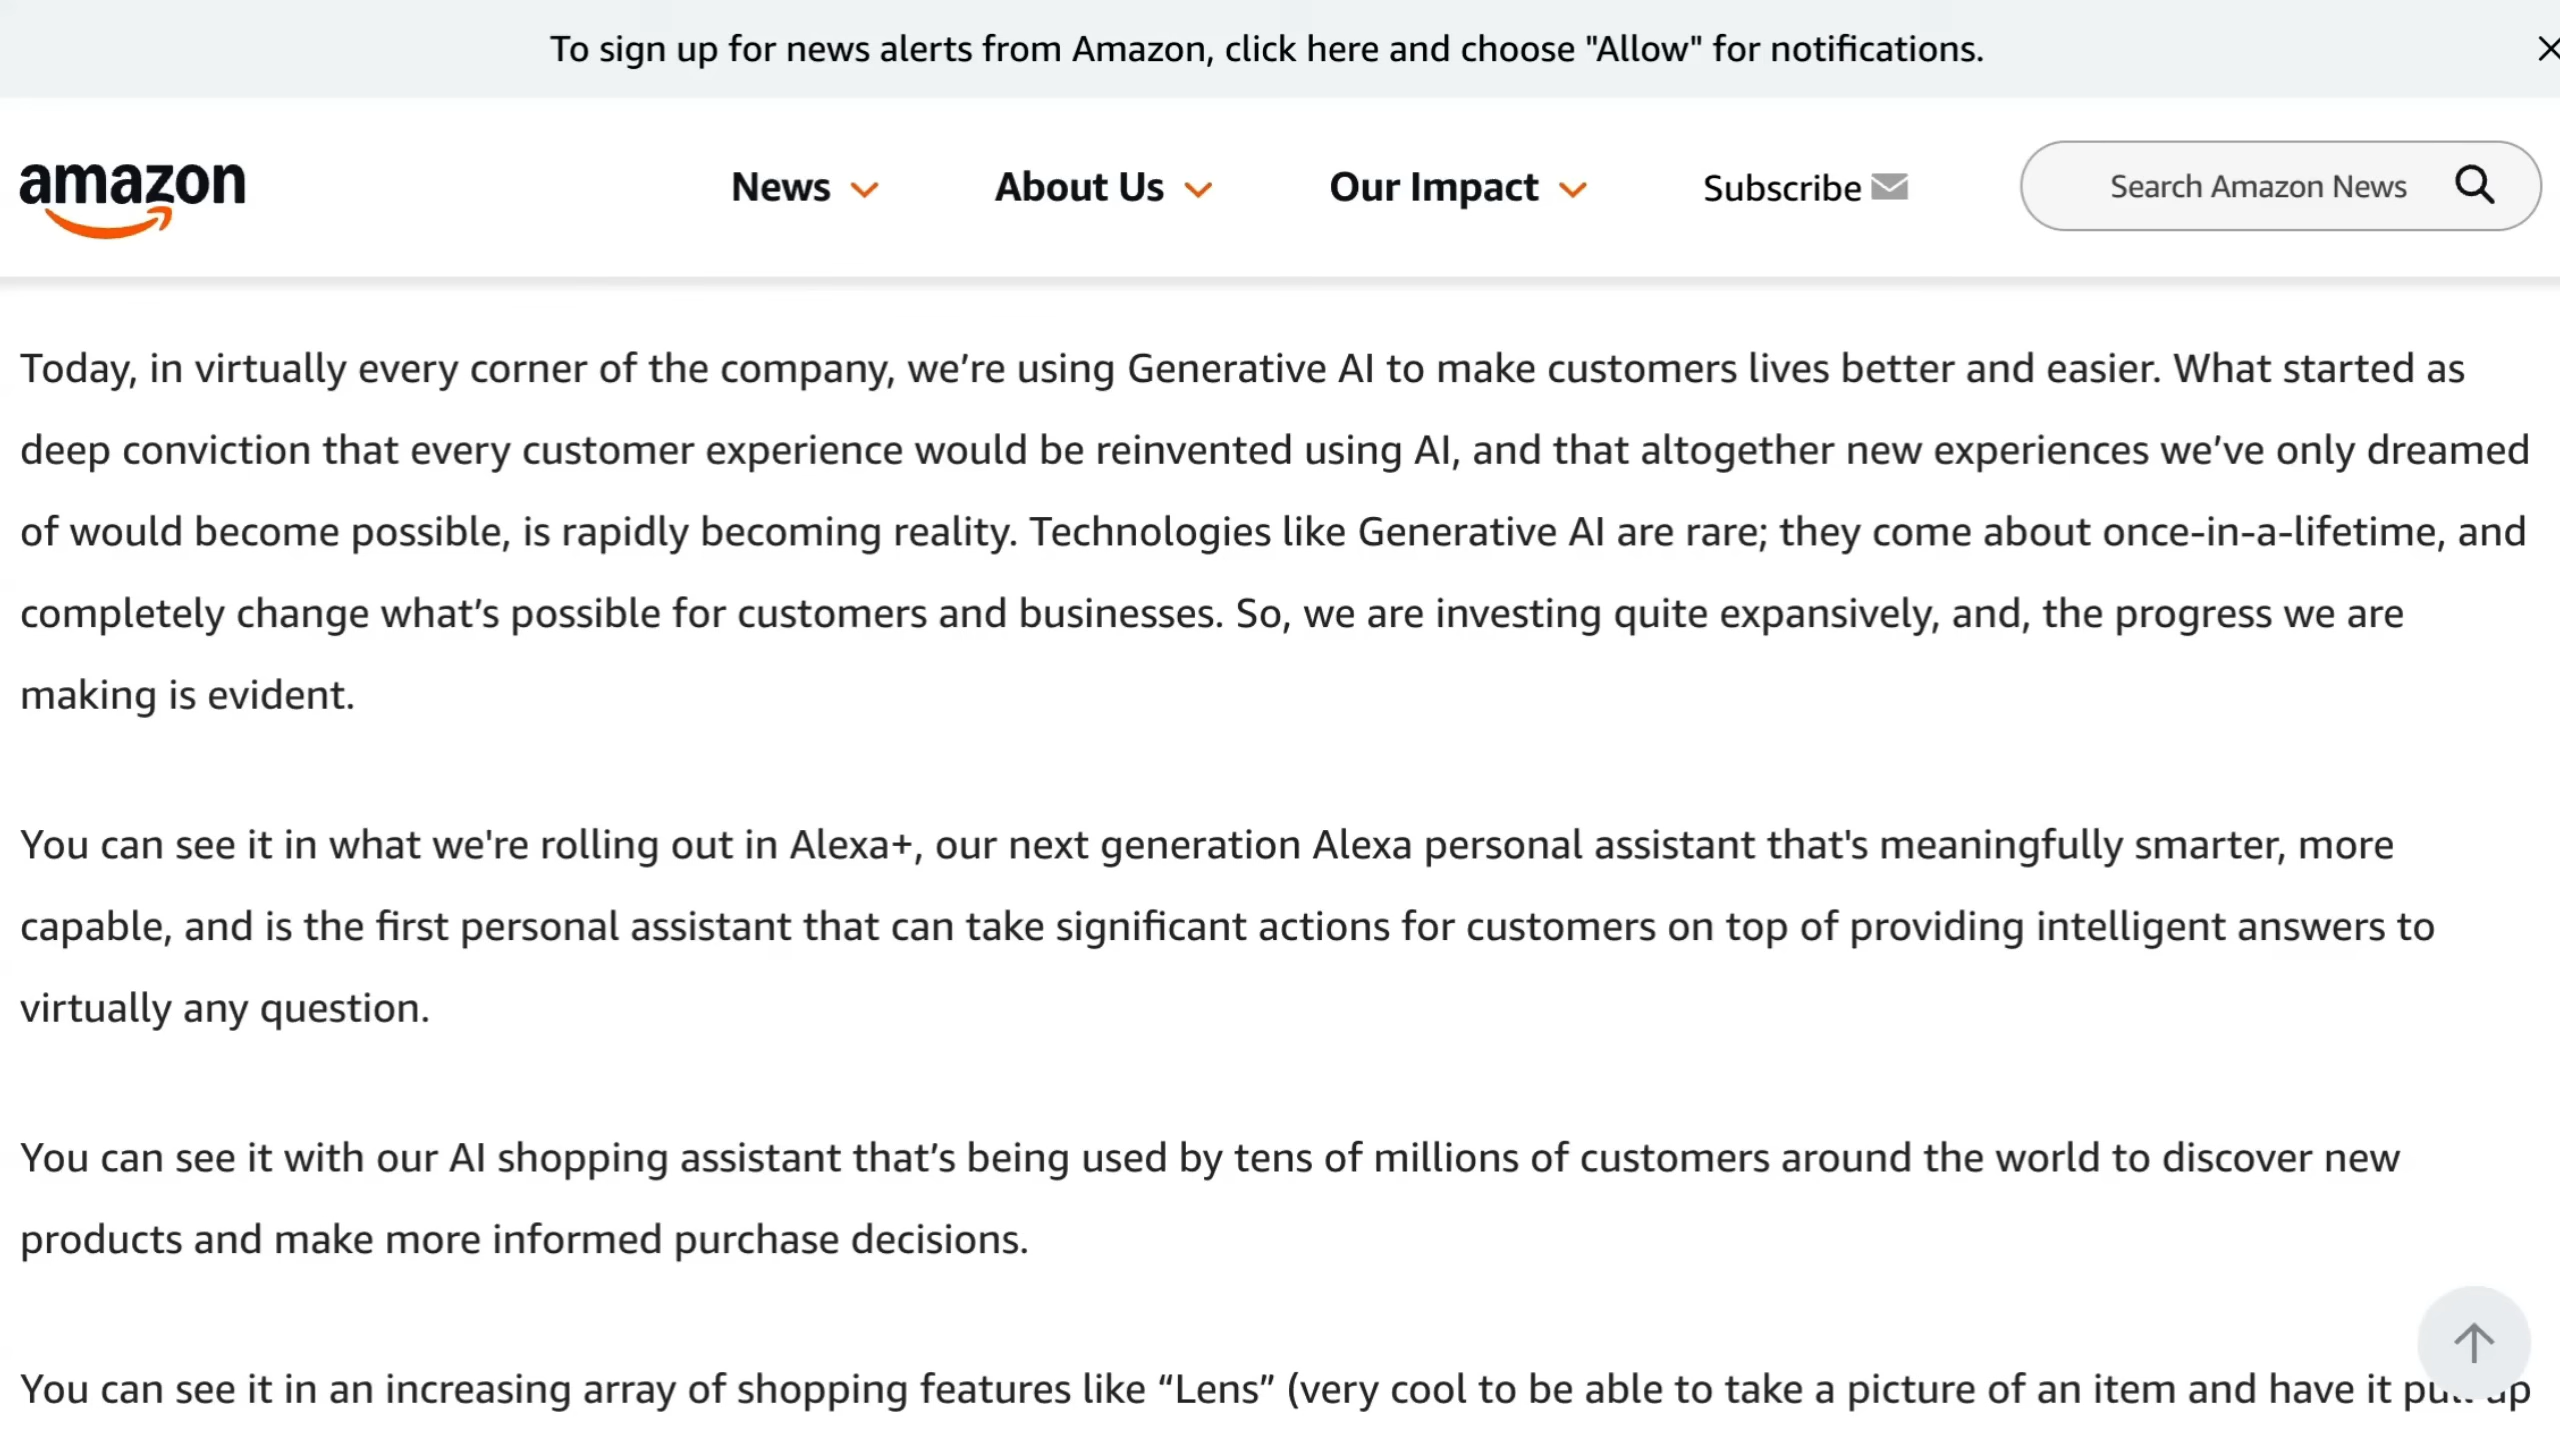 To sign up for news alerts from Amazon, click here and choose "Allow" for notifications.
amazon
News
About Us
Our Impact
Subscribe
Search Amazon News
Today, in virtually every corner of the company, we’re using Generative AI to make customers lives better and easier. What started as
deep conviction that every customer experience would be reinvented using AI, and that altogether new experiences we’ve only dreamed
of would become possible, is rapidly becoming reality. Technologies like Generative AI are rare; they come about once-in-a-lifetime, and
completely change what’s possible for customers and businesses. So, we are investing quite expansively, and, the progress we are
making is evident.
You can see it in what we're rolling out in Alexa+, our next generation Alexa personal assistant that's meaningfully smarter, more
capable, and is the first personal assistant that can take significant actions for customers on top of providing intelligent answers to
virtually any question.
You can see it with our AI shopping assistant that’s being used by tens of millions of customers around the world to discover new
products and make more informed purchase decisions.
You can see it in an increasing array of shopping features like “Lens” (very cool to be able to take a picture of an item and have it pull up